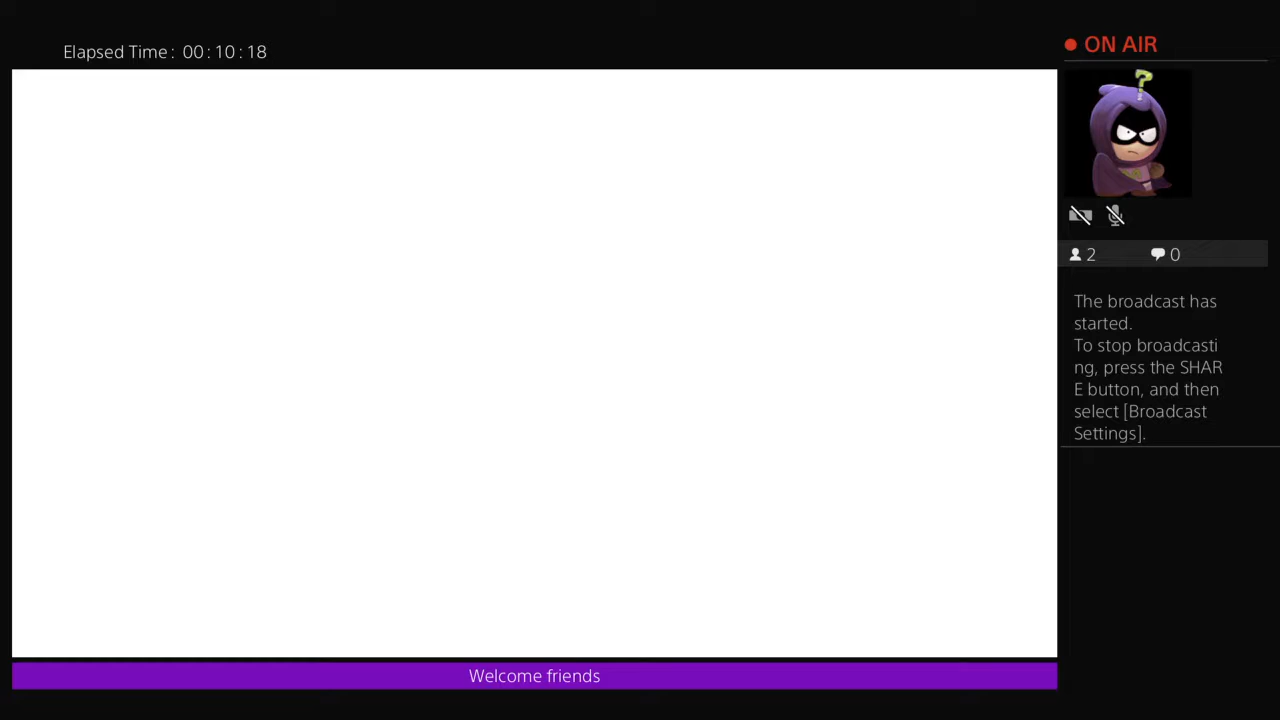 Elapsed Time: 00:10:18
ON AIR
?
2 0
The broadcast has
started.
To stop broadcasti
ng, press the SHAR
E button, and then
select [Broadcast
Settings].
Welcome friends